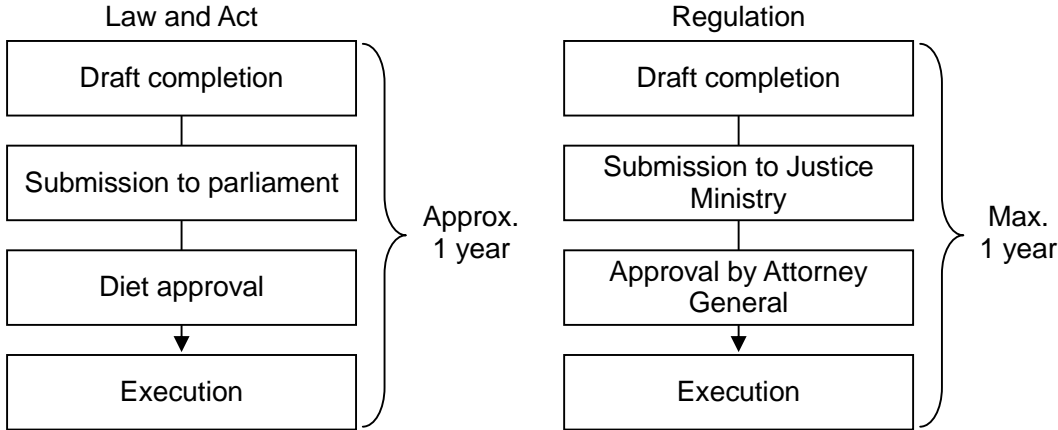 Law and Act
Draft completion
Submission to parliament
Diet approval
Execution
Approx.
1 year
Regulation
Draft completion
Submission to Justice
Ministry
Approval by Attorney
General
Execution
Max.
1 year